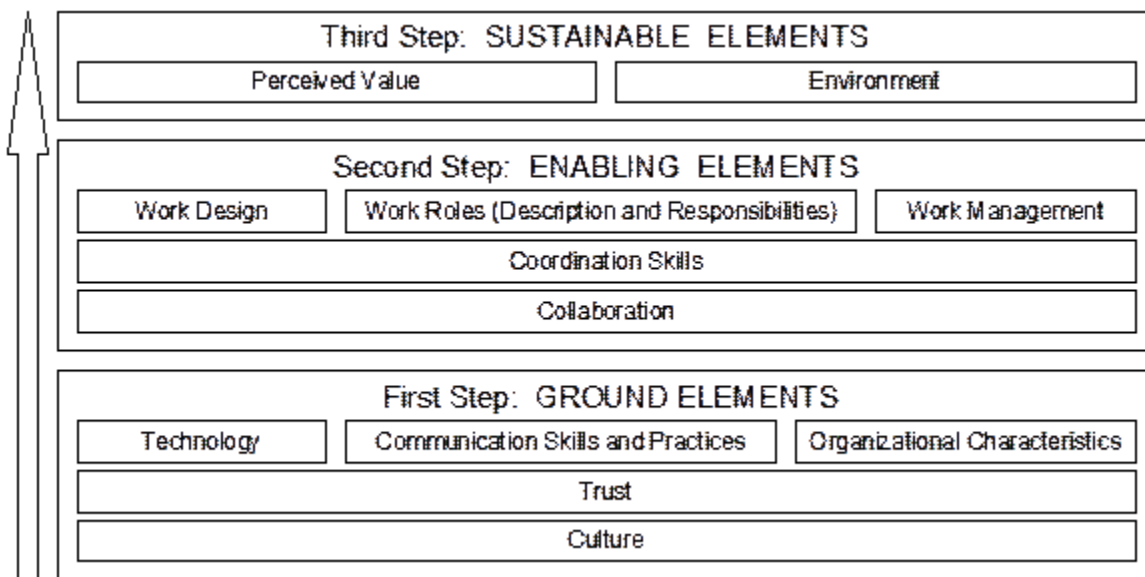 Third Step: SUSTAINABLE ELEMENTS
Perceived Value
Environment
Second Step: ENABLING ELEMENTS
Work Design
Work Roles (Description and Responsibilities)
Work Management
Coordination Skills
Collaboration
First Step: GROUND ELEMENTS
Technology
Communication Skills and Practices
Organizational Characteristics
Trust
Culture